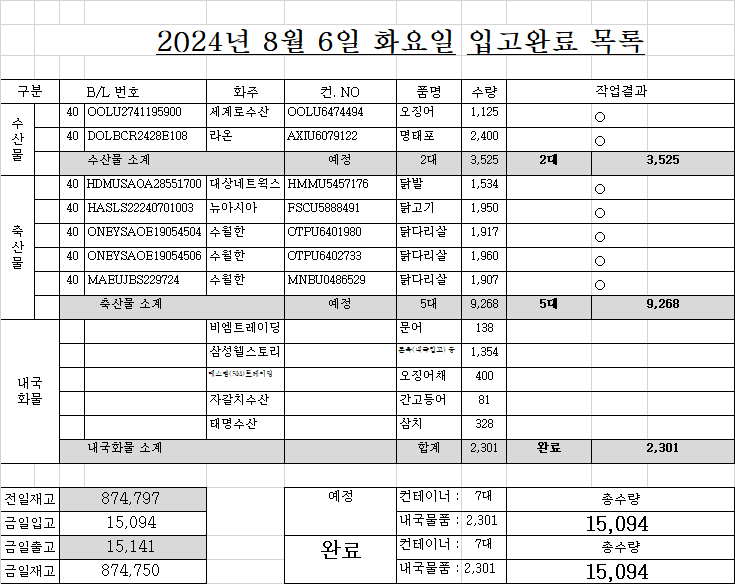 2024년 8월 6일 화요일 입고완료 목록
구분 B/L 번호 화주 컨. NO 품명 수량 작업결과
수산물
40 OOLU2741195900 세계로수산 OOLU6474494 오징어 1,125 ○
40 DOLBCR2428E108 라온 AXIU6079122 명태포 2,400 ○
수산물 소계 예정 2대 3,525 2대 3,525
축산물
40 HDMUSAOA28551700 대상네트웍스 HMMU5457176 닭발 1,534 ○
40 HASLS22240701003 뉴아시아 FSCU5888491 닭고기 1,950 ○
40 ONEYSAOE19054504 수월한 OTPU6401980 닭다리살 1,917 ○
40 ONEYSAOE19054506 수월한 OTPU6402733 닭다리살 1,960 ○
40 MAEUJBS229724 수월한 MNBU0486529 닭다리살 1,907 ○
축산물 소계 예정 5대 9,268 5대 9,268
내국화물
비엠트레이딩 문어 138
삼성웰스토리 1,354
오징어채 400
자갈치수산 간고등어 81
태명수산 삼치 328
내국화물 소계 합계 2,301 완료 2,301
전일재고 874,797 예정 컨테이너 : 7대 총수량
금일입고 15,094 내국물품 : 2,301 15,094
금일출고 15,141 완료 컨테이너 : 7대 총수량
금일재고 874,750 내국물품 : 2,301 15,094